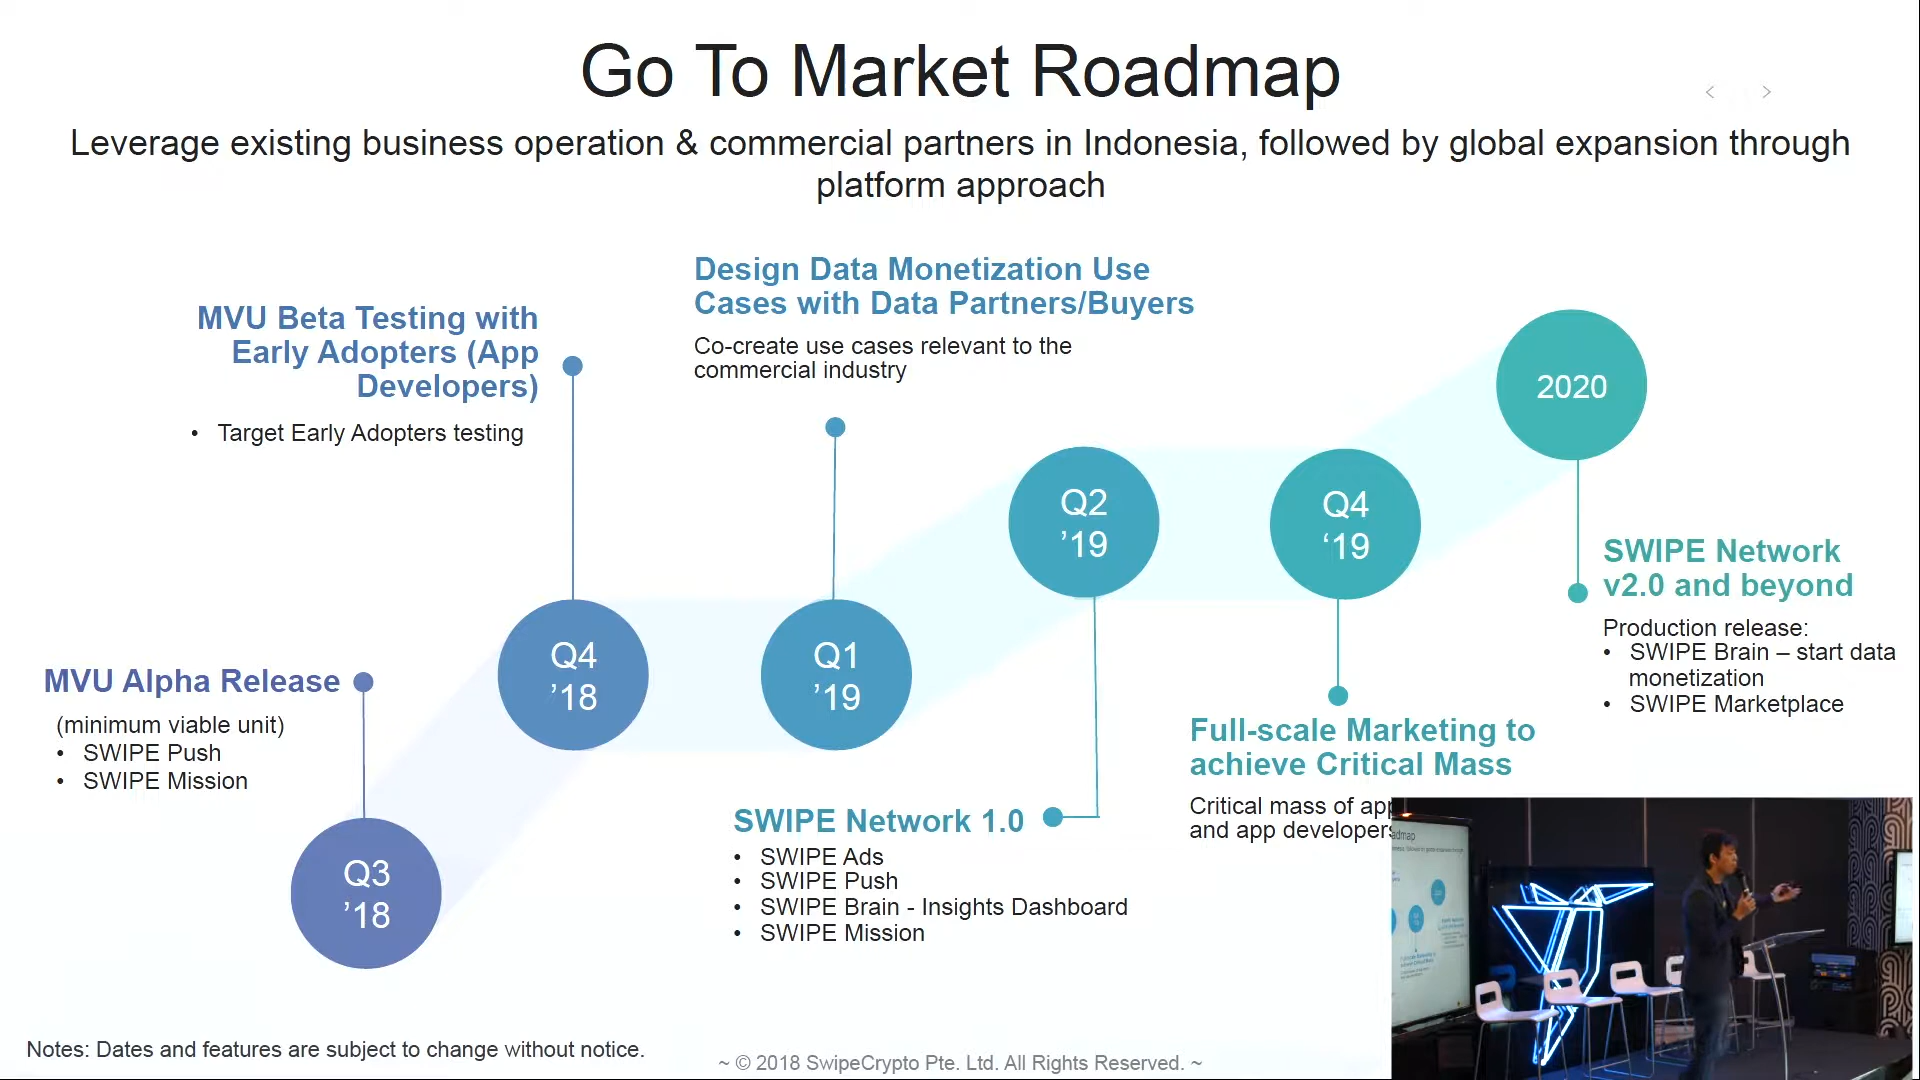 Go To Market Roadmap
Leverage existing business operation & commercial partners in Indonesia, followed by global expansion through
platform approach
MVU Alpha Release
(minimum viable unit)
• SWIPE Push
• SWIPE Mission
Q3
’18
MVU Beta Testing with
Early Adopters (App
Developers)
• Target Early Adopters testing
Q4
’18
Design Data Monetization Use
Cases with Data Partners/Buyers
Co-create use cases relevant to the
commercial industry
Q1
’19
Q2
’19
SWIPE Network 1.0
• SWIPE Ads
• SWIPE Push
• SWIPE Brain - Insights Dashboard
• SWIPE Mission
Q4
‘19
Full-scale Marketing to
achieve Critical Mass
Critical mass of
and app developers
2020
SWIPE Network
v2.0 and beyond
Production release:
• SWIPE Brain – start data
monetization
• SWIPE Marketplace
Notes: Dates and features are subject to change without notice.
~ © 2018 SwipeCrypto Pte. Ltd. All Rights Reserved. ~